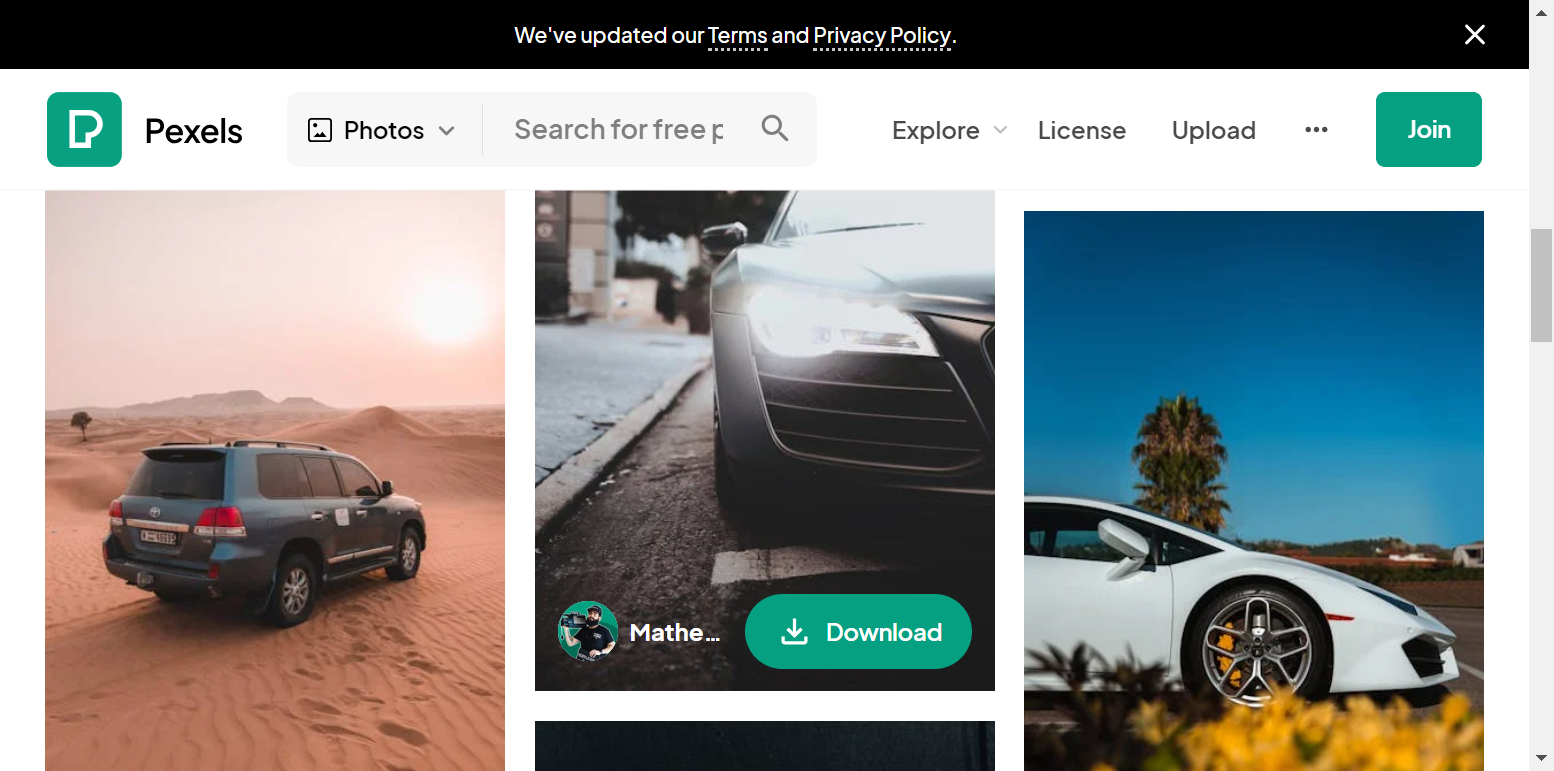 We've updated our Terms and Privacy Policy.
Pexels
Photos
Search for free p
Explore
License
Upload
Join
Mathe...
Download